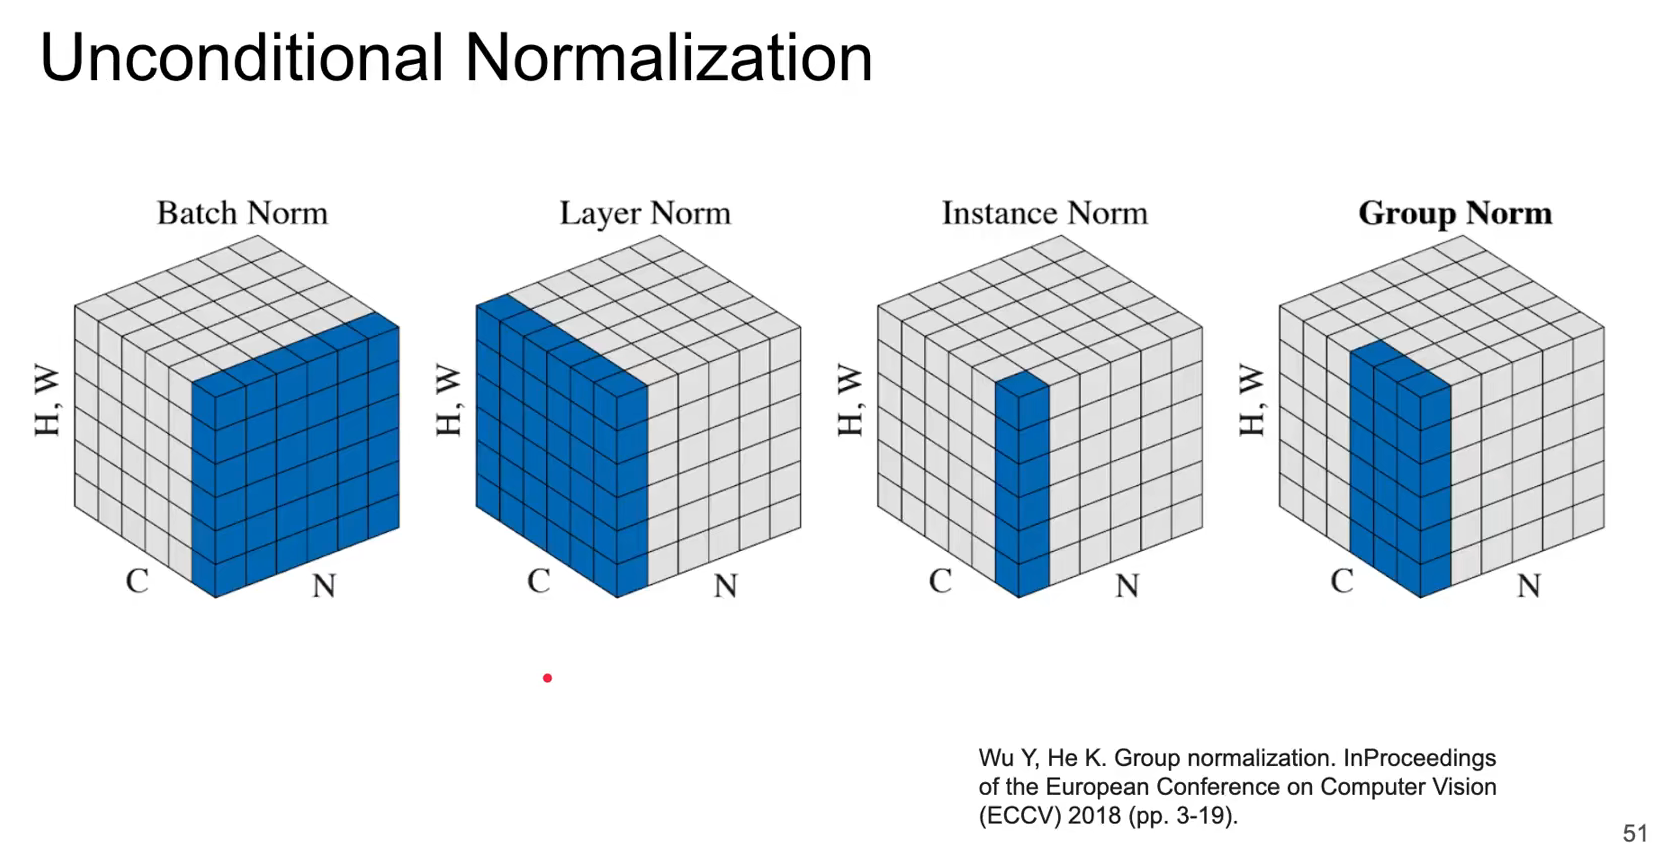 Unconditional Normalization
Batch Norm
Layer Norm
Instance Norm
Group Norm
H, W
C
N
H, W
C
N
H, W
C
N
H, W
C
N
Wu Y, He K. Group normalization. InProceedings
of the European Conference on Computer Vision
(ECCV) 2018 (pp. 3-19).
51